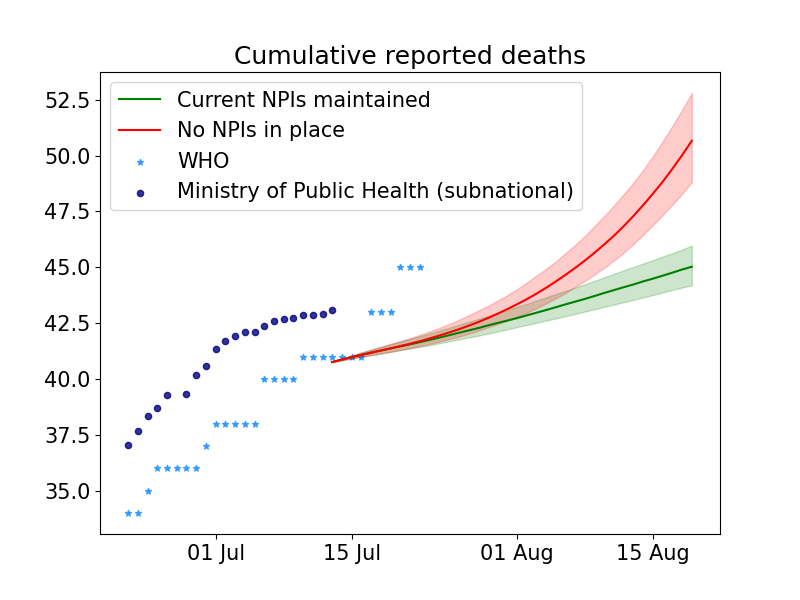 Cumulative reported deaths
Current NPIs maintained
No NPIs in place
WHO
Ministry of Public Health (subnational)
52.5
50.0
47.5
45.0
42.5
40.0
37.5
35.0
01 Jul
15 Jul
01 Aug
15 Aug